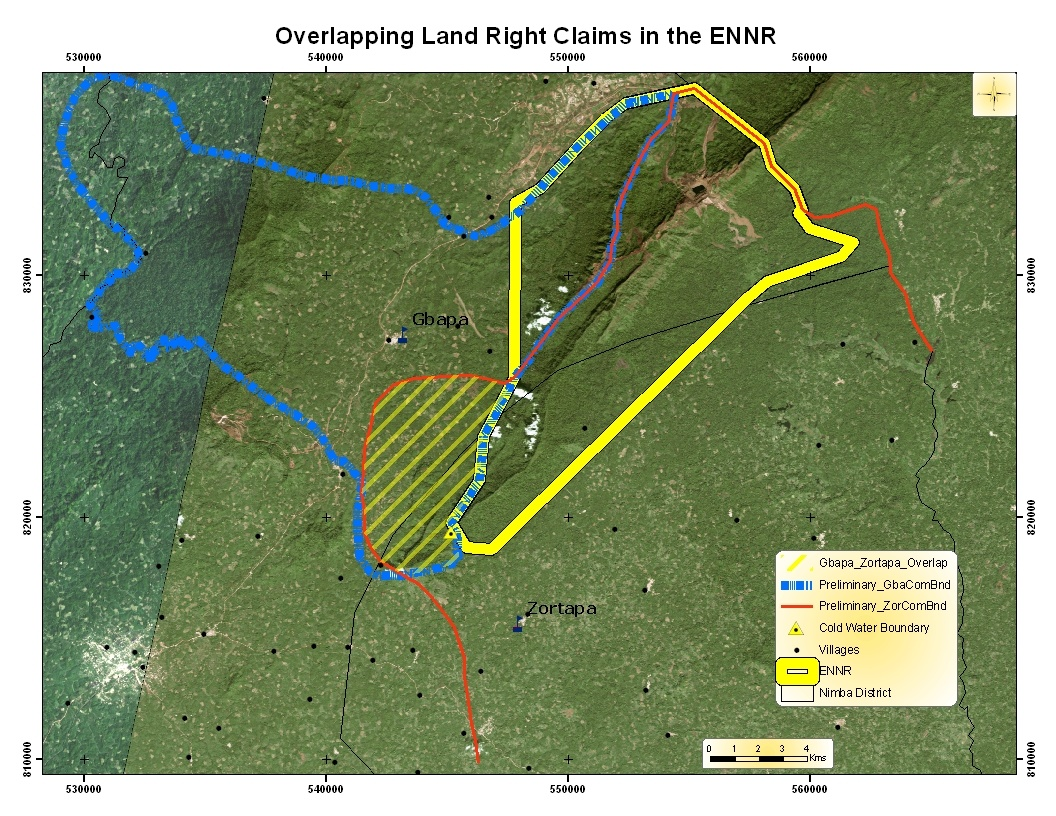 Overlapping Land Right Claims in the ENNR
530000
540000
550000
560000
830000
830000
Gbapa
820000
820000
Gbapa_Zortapa_Overlap
Preliminary_GbaComBnd
Preliminary_ZorComBnd
Zortapa
Cold Water Boundary
Villages
ENNR
Nimba District
0 1 2 3 4
Kms
810000
810000
530000
540000
550000
560000